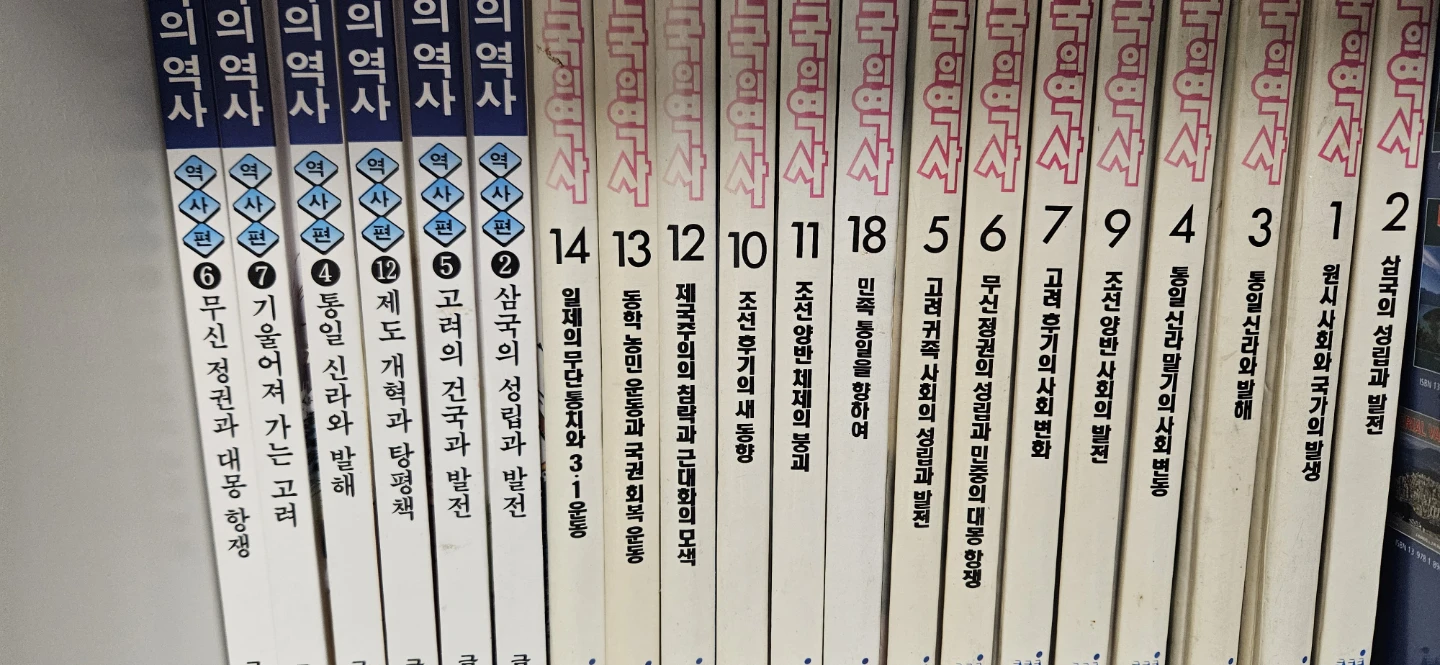 의 역사
역사편
6
무신 정권과 대몽 항쟁
의 역사
역사편
7
기울어져 가는 고려
의 역사
역사편
4
통일 신라와 발해
의 역사
역사편
12
제도 개혁과 탕평책
의 역사
역사편
5
고려의 건국과 발전
의 역사
역사편
2
삼국의 성립과 발전
국의역사
14
일제의 무단 통치와 3·1 운동
국의역사
13
동학 농민 운동과 국권 회복 운동
국의역사
12
제국주의의 침략과 근대화의 모색
국의역사
10
조선 후기의 새 동향
국의역사
11
조선 양반 체제의 붕괴
국의역사
18
민족 통일을 향하여
국의역사
5
고려 귀족 사회의 성립과 발전
국의역사
6
무신 정권의 성립과 민중의 대몽 항쟁
국의역사
7
고려 후기의 사회 변화
국의역사
9
조선 양반 사회의 발전
국의역사
4
통일 신라 말기의 사회 변동
국의역사
3
통일 신라와 발해
국의역사
1
원시 사회와 국가의 발생
의역사
2
삼국의 성립과 발전